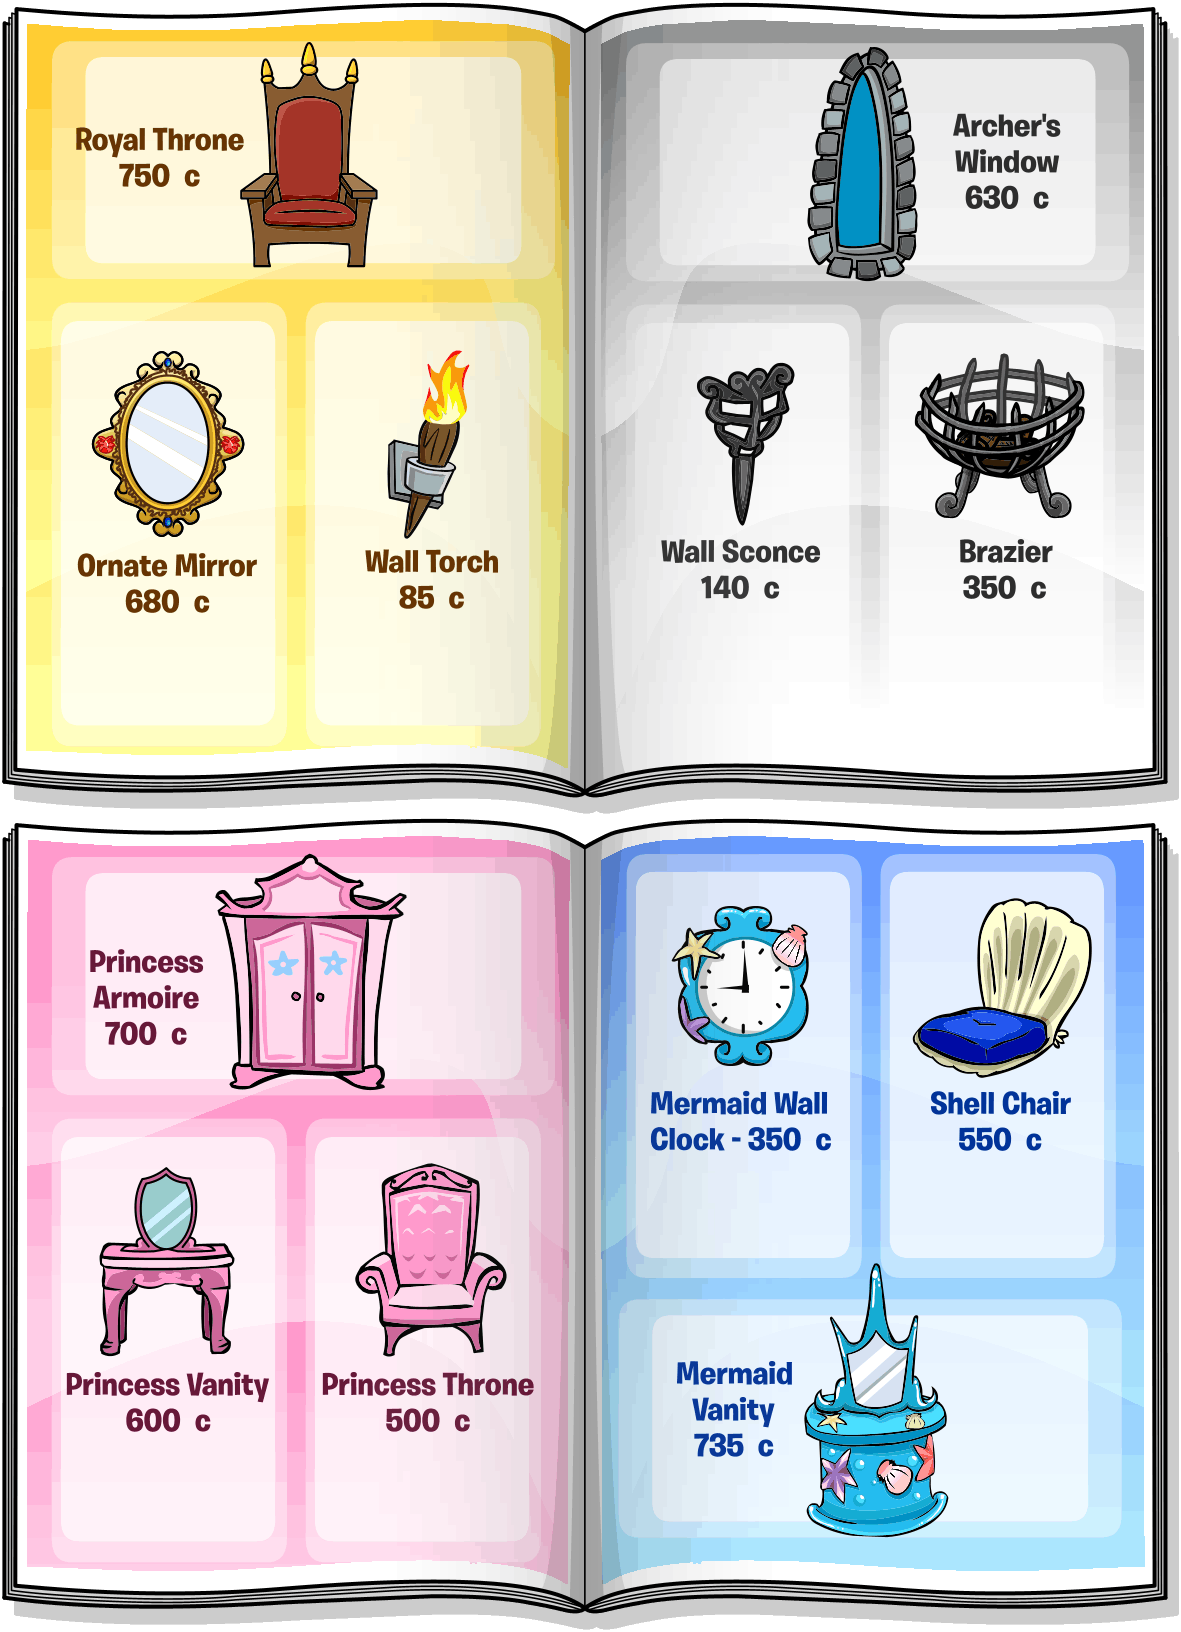 Royal Throne
750 c
Ornate Mirror
680 c
Wall Torch
85 c
Archer's
Window
630 c
Wall Sconce
140 c
Brazier
350 c
Princess
Armoire
700 c
Princess Vanity
600 c
Princess Throne
500 c
Mermaid Wall
Clock - 350 c
Shell Chair
550 c
Mermaid
Vanity
735 c